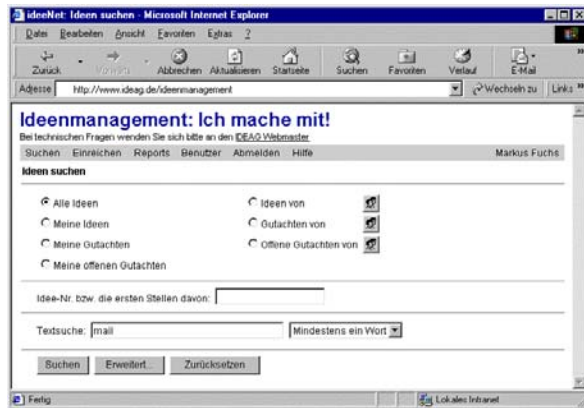 ideeNet: Ideen suchen - Microsoft Internet Explorer
Datei Bearbeiten Ansicht Favoriten Extras ?
Zurück Vorwärts Abbrechen Aktualisieren Startseite Suchen Favoriten Verlauf E-Mail
Adresse http://www.ideag.de/ideenmanagement Wechseln zu Links »
Ideenmanagement: Ich mache mit!
Bei technischen Fragen wenden Sie sich bitte an den IDEAG Webmaster
Suchen Einreichen Reports Benutzer Abmelden Hilfe Markus Fuchs
Ideen suchen
Alle Ideen Ideen von
Meine Ideen Gutachten von
Meine Gutachten Offene Gutachten von
Meine offenen Gutachten
Idee-Nr. bzw. die ersten Stellen davon:
Textsuche: mail Mindestens ein Wort
Suchen Erweitert... Zurücksetzen
Fertig Lokales Intranet